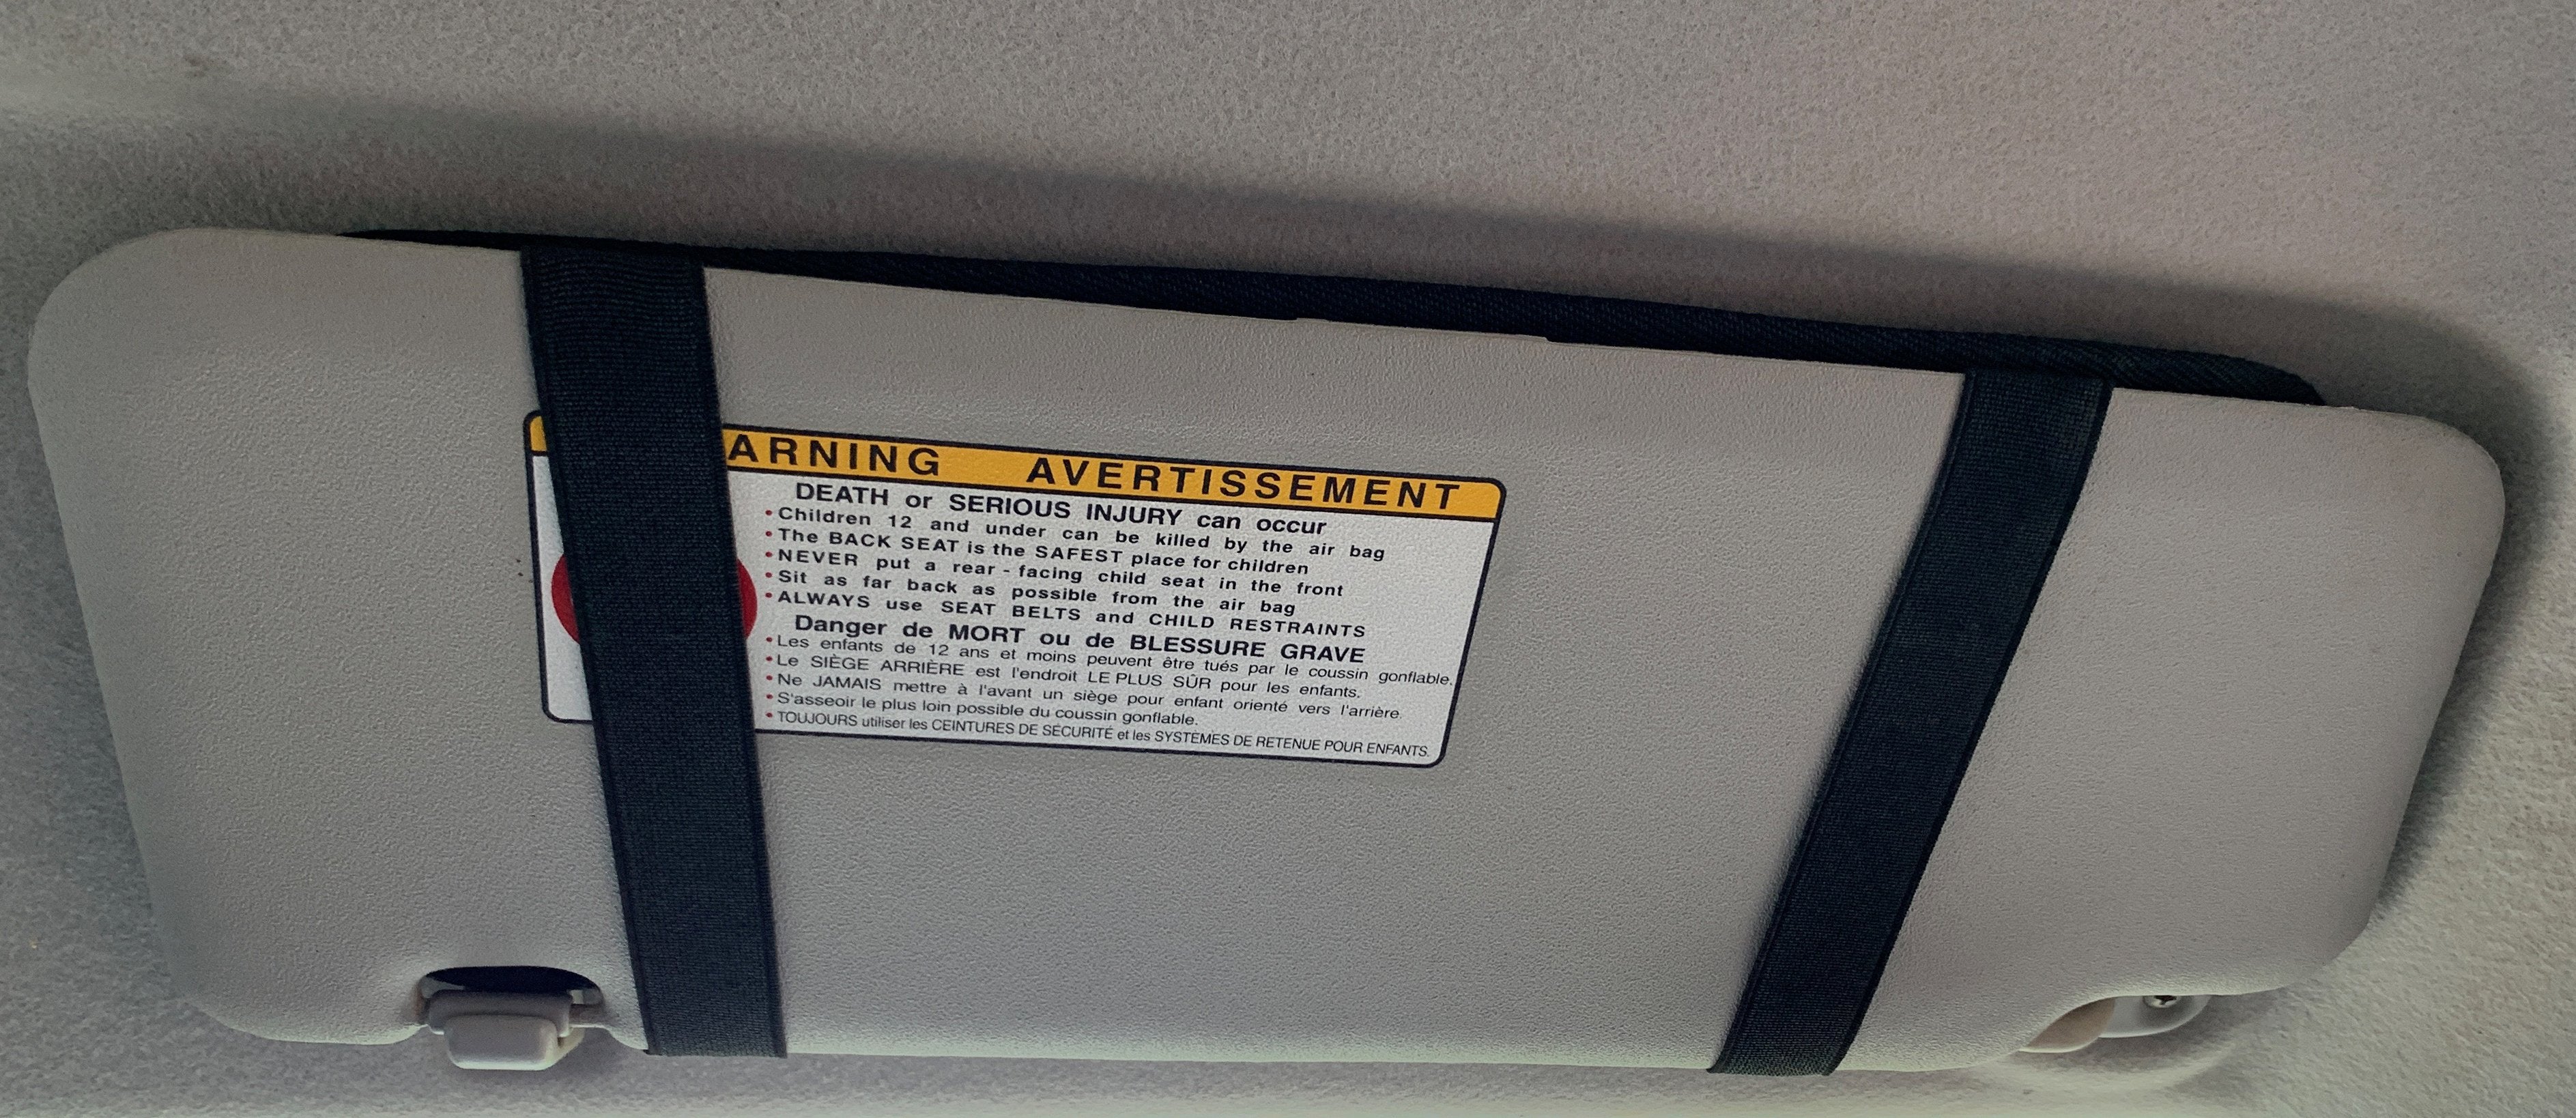 ARNING AVERTISSEMENT
DEATH or SERIOUS INJURY can occur
•Children 12 and under can be killed by the air bag
•The BACK SEAT is the SAFEST place for children
•NEVER put a rear - facing child seat in the front
•Sit as far back as possible from the air bag
•ALWAYS use SEAT BELTS and CHILD RESTRAINTS
Danger de MORT ou de BLESSURE GRAVE
•Les enfants de 12 ans et moins peuvent être tués par le coussin gonflable.
•Le SIÈGE ARRIÈRE est l'endroit LE PLUS SÛR pour les enfants.
•Ne JAMAIS mettre à l'avant un siège pour enfant orienté vers l'arrière.
•S'asseoir le plus loin possible du coussin gonflable.
•TOUJOURS utiliser les CEINTURES DE SÉCURITÉ et les SYSTÈMES DE RETENUE POUR ENFANTS.